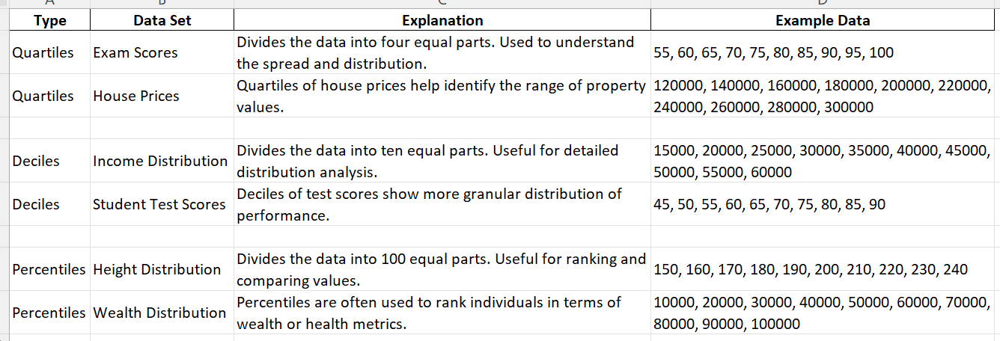 A B C D
Type Data Set Explanation Example Data
Divides the data into four equal parts. Used to understand
Quartiles Exam Scores 55, 60, 65, 70, 75, 80, 85, 90, 95, 100
the spread and distribution.
Quartiles of house prices help identify the range of property 120000, 140000, 160000, 180000, 200000, 220000,
Quartiles House Prices
values. 240000, 260000, 280000, 300000
Divides the data into ten equal parts. Useful for detailed 15000, 20000, 25000, 30000, 35000, 40000, 45000,
Deciles Income Distribution
distribution analysis. 50000, 55000, 60000
Deciles of test scores show more granular distribution of
Deciles Student Test Scores 45, 50, 55, 60, 65, 70, 75, 80, 85, 90
performance.
Divides the data into 100 equal parts. Useful for ranking and
Percentiles Height Distribution 150, 160, 170, 180, 190, 200, 210, 220, 230, 240
comparing values.
Percentiles are often used to rank individuals in terms of 10000, 20000, 30000, 40000, 50000, 60000, 70000,
Percentiles Wealth Distribution
wealth or health metrics. 80000, 90000, 100000